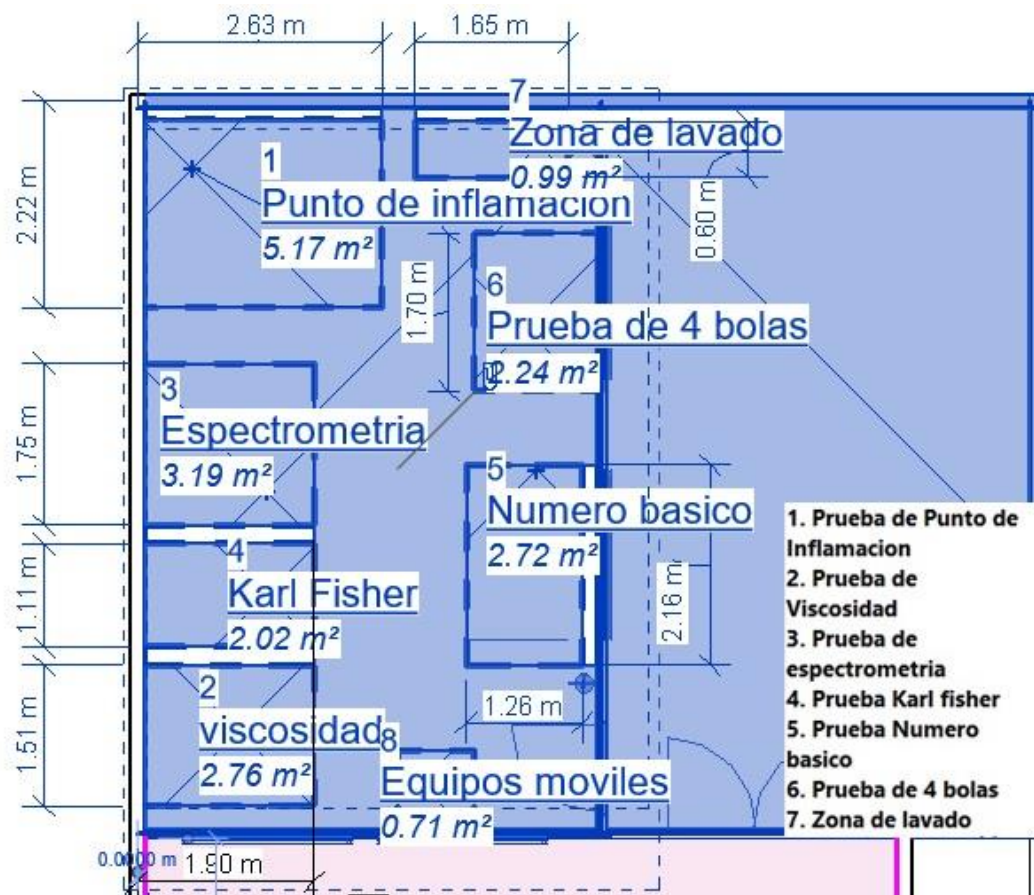 2.63 m
1.65 m
7
Zona de lavado
0.99 m²
1
Punto de inflamacion
5.17 m²
2.22 m
0.60 m
1.70 m
6
Prueba de 4 bolas
2.24 m²
3
Espectrometria
3.19 m²
1.75 m
5
Numero basico
2.72 m²
2.16 m
4
Karl Fisher
2.02 m²
1.11 m
2
viscosidad
2.76 m²
1.51 m
1.26 m
8
Equipos moviles
0.71 m²
1.90 m
1. Prueba de Punto de
Inflamacion
2. Prueba de
Viscosidad
3. Prueba de
espectrometria
4. Prueba Karl fisher
5. Prueba Numero
basico
6. Prueba de 4 bolas
7. Zona de lavado